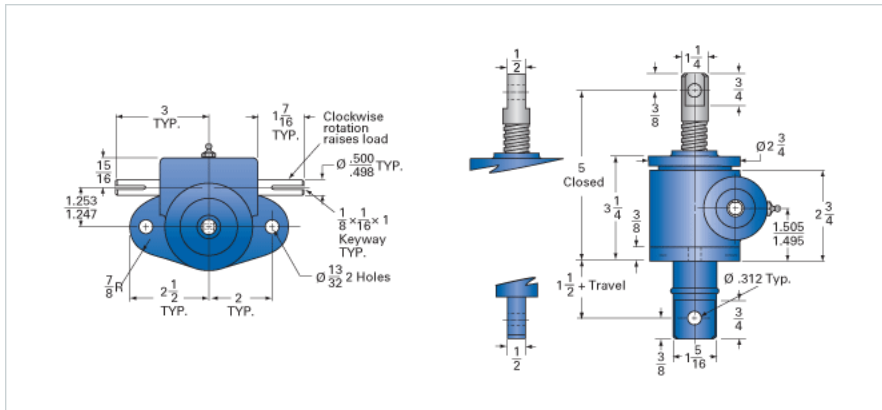 3
TYP.
1 7/16
TYP.
Clockwise
rotation
raises load
Ø .500/.498 TYP.
15/16
1.253/1.247
1/8 × 1/16 × 1
Keyway
TYP.
Ø 13/32 2 Holes
7/8 R
2 1/2
TYP.
2
TYP.
1/2
1 1/4
3/4
3/8
Ø 2 3/4
5
Closed
3 1/4
3/8
2 3/4
1.505/1.495
1 1/2 + Travel
Ø .312 Typ.
3/4
1/2
3/8
1 5/16